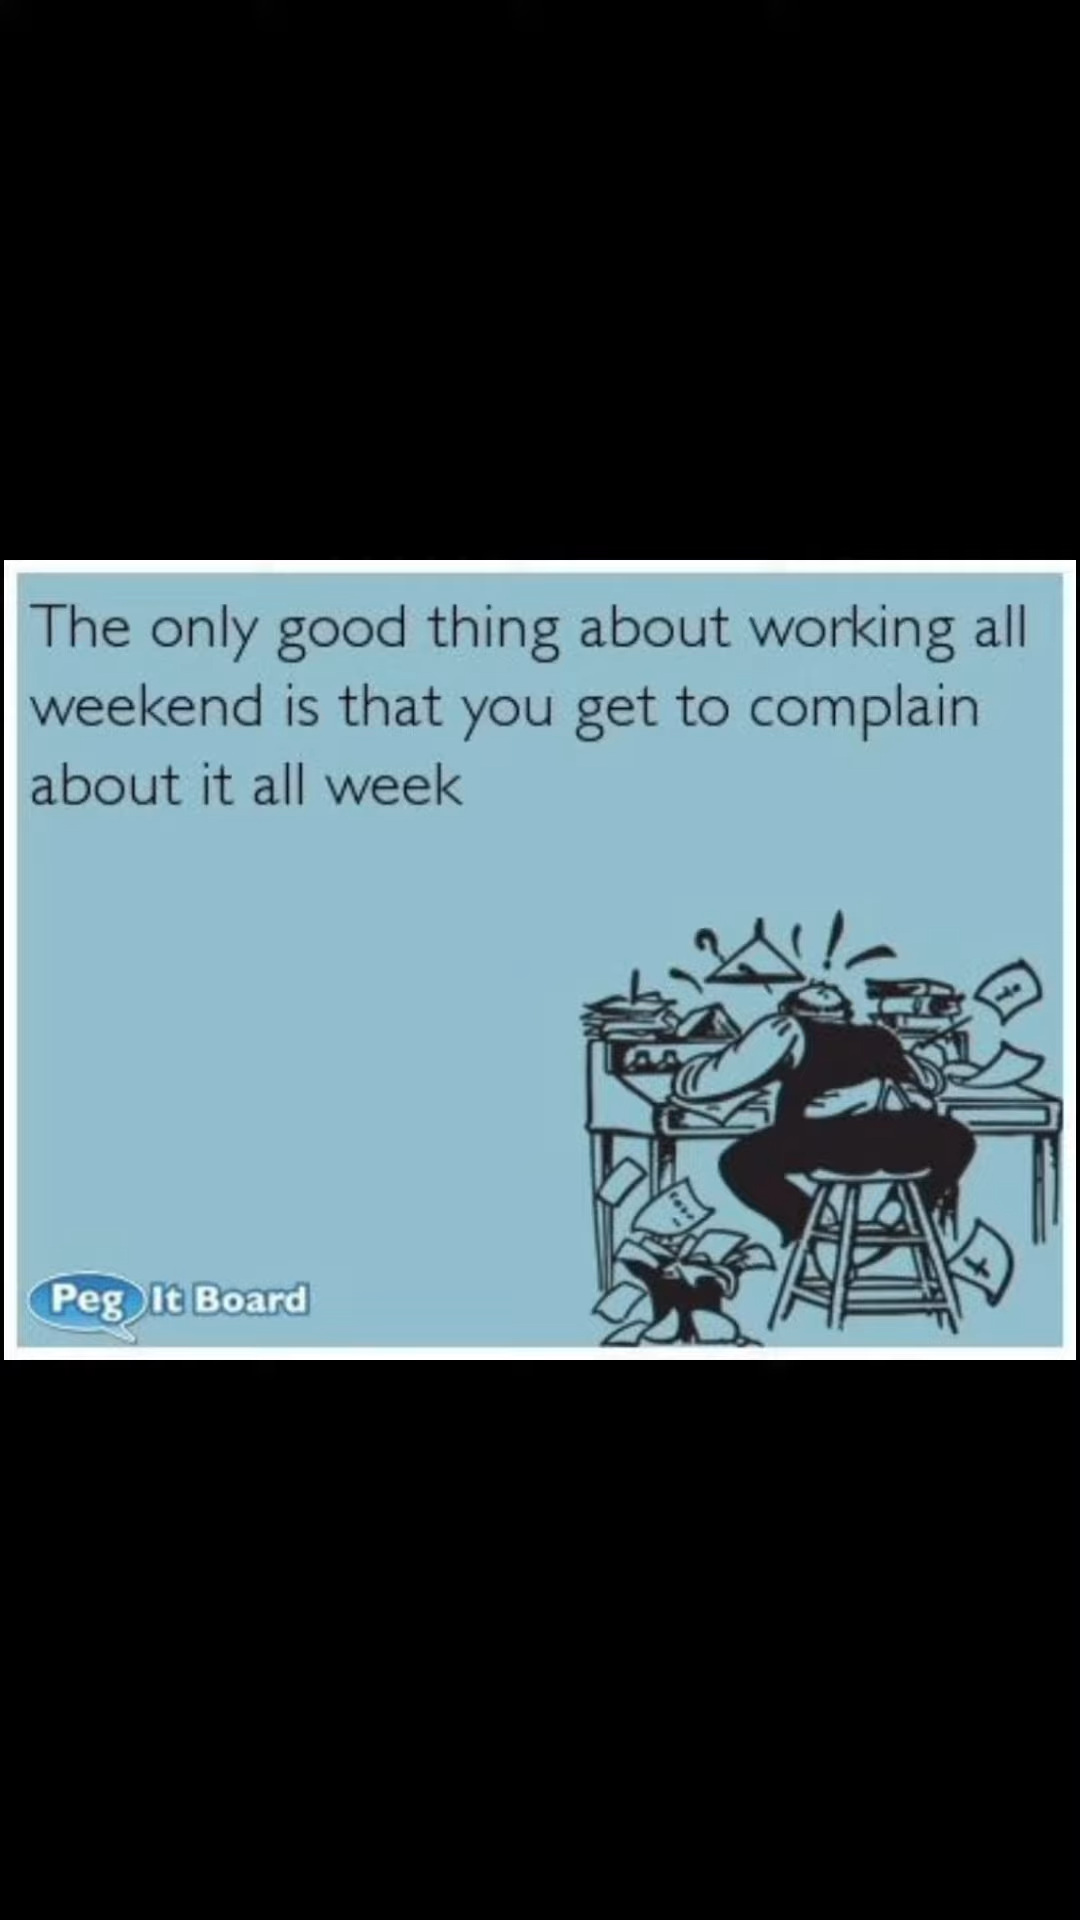 The only good thing about working all
weekend is that you get to complain
about it all week
Peg It Board